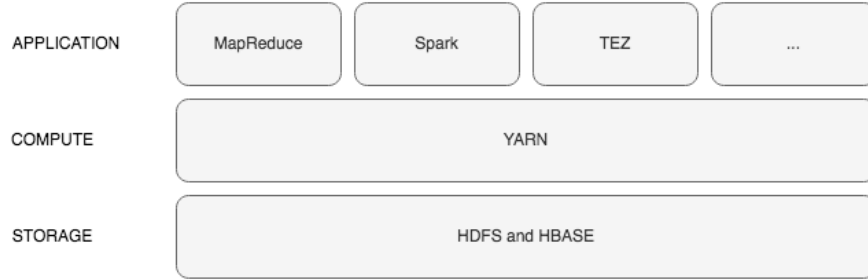 APPLICATION MapReduce Spark TEZ ...
COMPUTE YARN
STORAGE HDFS and HBASE